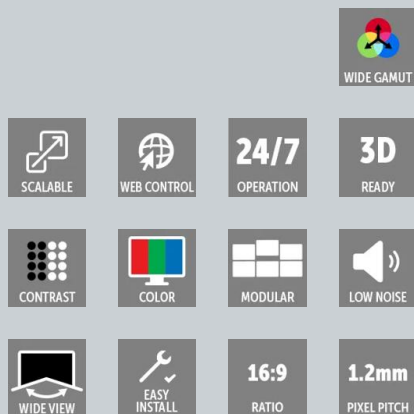 WIDE GAMUT
SCALABLE
WEB CONTROL
24/7
OPERATION
3D
READY
CONTRAST
COLOR
MODULAR
LOW NOISE
WIDE VIEW
EASY
INSTALL
16:9
RATIO
1.2mm
PIXEL PITCH